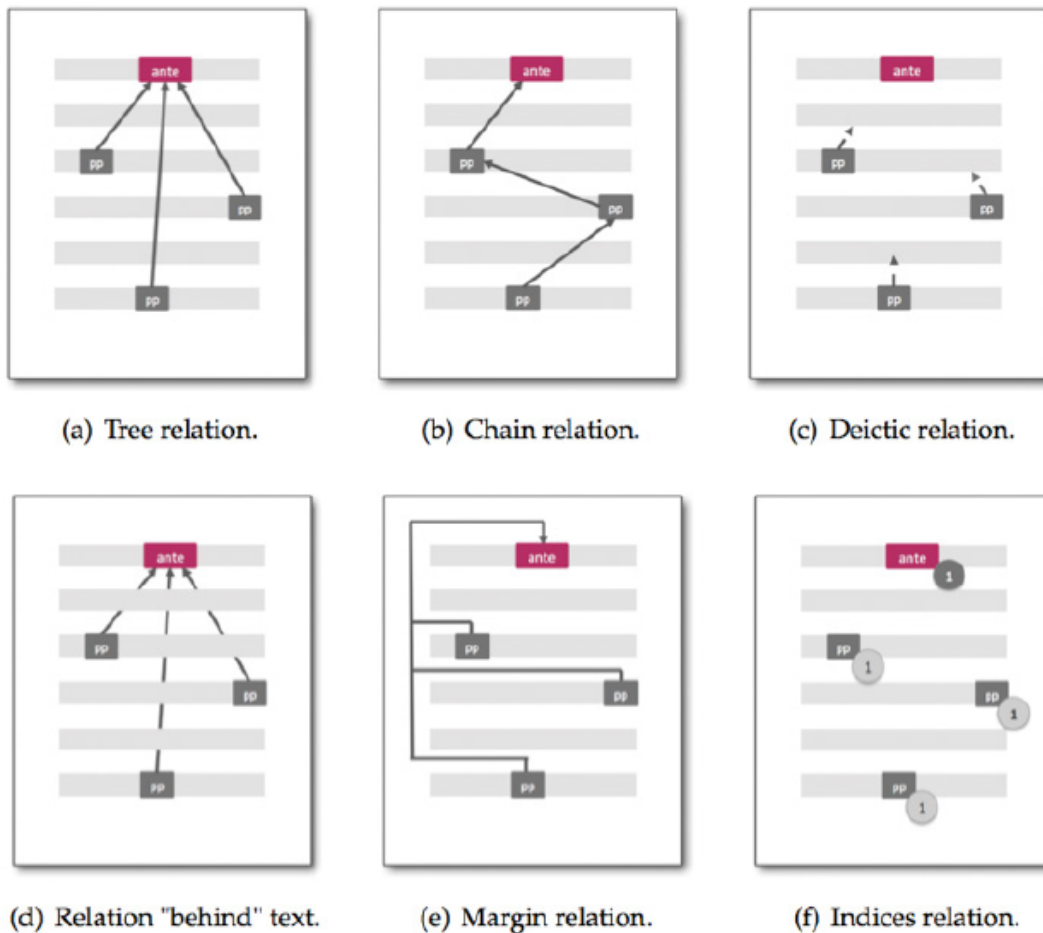 ante ante ante
pp pp pp
pp pp pp
pp pp pp
(a) Tree relation. (b) Chain relation. (c) Deictic relation.
ante ante ante
1
pp pp pp
1
pp pp pp
1
pp pp pp
1
(d) Relation "behind" text. (e) Margin relation. (f) Indices relation.